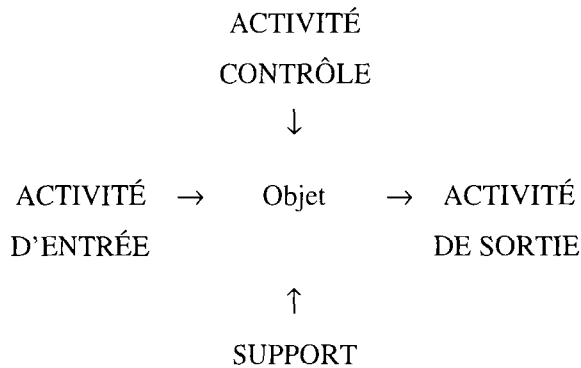 ACTIVITÉ
CONTRÔLE
↓
ACTIVITÉ → Objet → ACTIVITÉ
D'ENTRÉE DE SORTIE
↑
SUPPORT